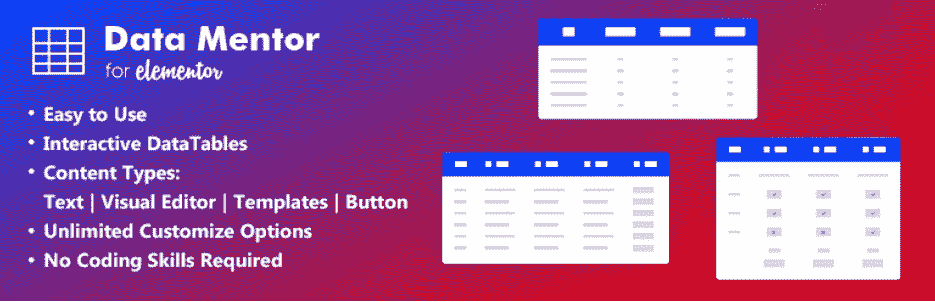 Data Mentor
for elementor
• Easy to Use
• Interactive DataTables
• Content Types:
Text | Visual Editor | Templates | Button
• Unlimited Customize Options
• No Coding Skills Required